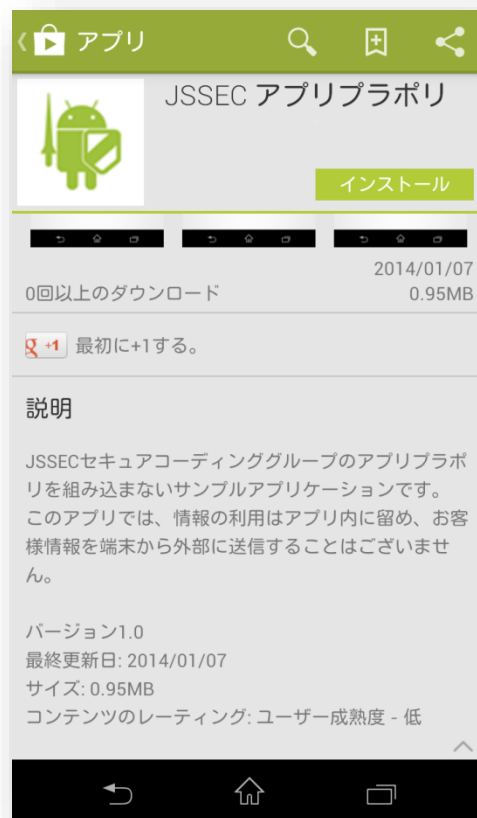 アプリ
JSSEC アプリプラポリ
インストール
2014/01/07
0回以上のダウンロード 0.95MB
g +1 最初に+1する。
説明
JSSECセキュアコーディンググループのアプリプラポ
リを組み込まないサンプルアプリケーションです。
このアプリでは、情報の利用はアプリ内に留め、お客
様情報を端末から外部に送信することはございませ
ん。
バージョン1.0
最終更新日: 2014/01/07
サイズ: 0.95MB
コンテンツのレーティング: ユーザー成熟度 - 低